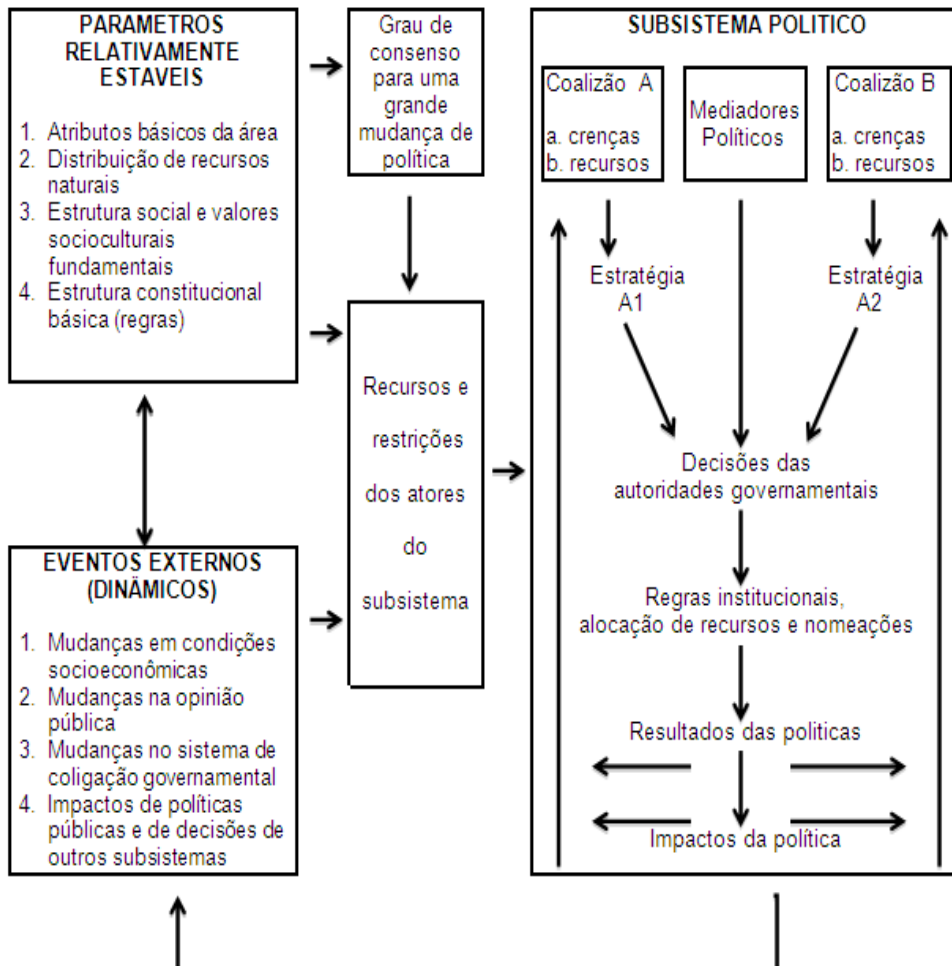 PARAMETROS
RELATIVAMENTE
ESTAVEIS
1. Atributos básicos da área
2. Distribuição de recursos
naturais
3. Estrutura social e valores
socioculturais
fundamentais
4. Estrutura constitucional
básica (regras)
Grau de
consenso
para uma
grande
mudança de
política
Recursos e
restrições
dos atores
do
subsistema
EVENTOS EXTERNOS
(DINÂMICOS)
1. Mudanças em condições
socioeconômicas
2. Mudanças na opinião
pública
3. Mudanças no sistema de
coligação governamental
4. Impactos de políticas
públicas e de decisões de
outros subsistemas
SUBSISTEMA POLITICO
Coalizão A
a. crenças
b. recursos
Mediadores
Políticos
Coalizão B
a. crenças
b. recursos
Estratégia
A1
Estratégia
A2
Decisões das
autoridades governamentais
Regras institucionais,
alocação de recursos e nomeações
Resultados das politicas
Impactos da política